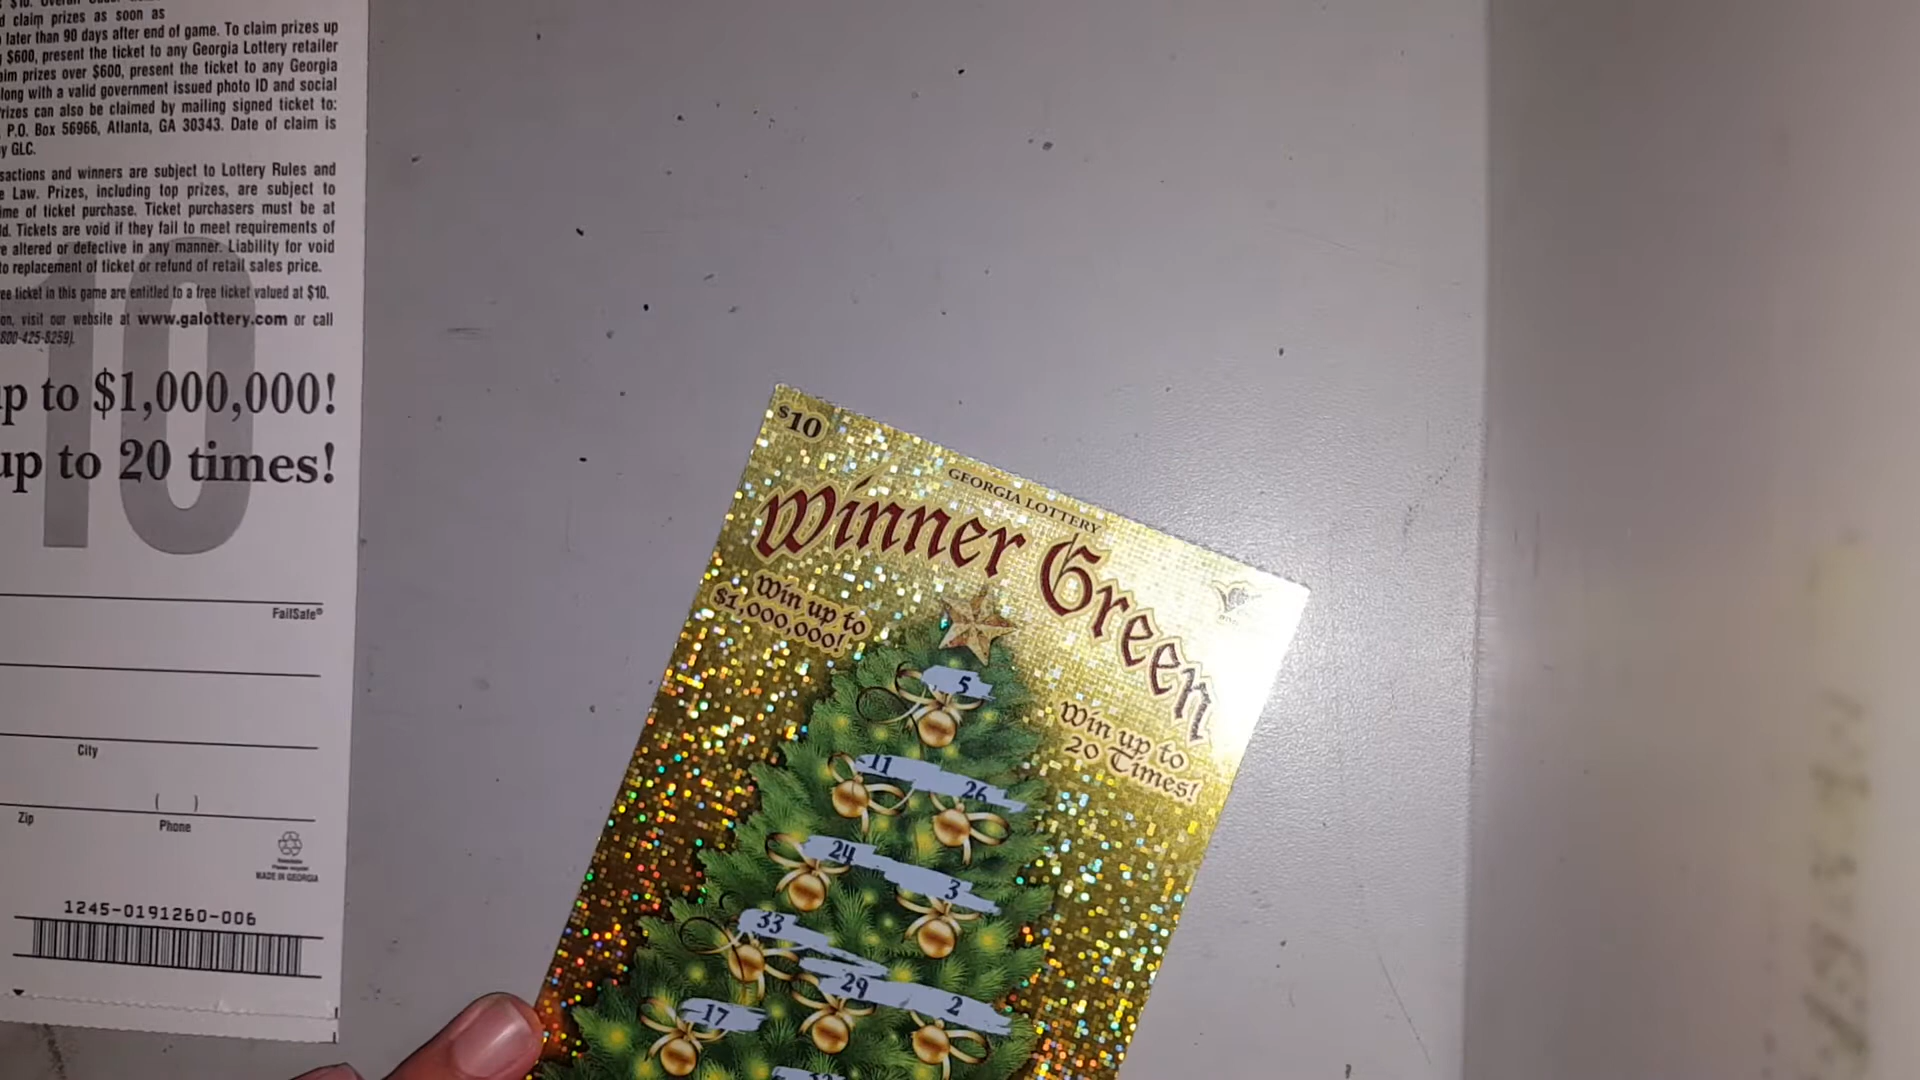 d claim prizes as soon as
later than 90 days after end of game. To claim prizes up
$600, present the ticket to any Georgia Lottery retailer
aim prizes over $600, present the ticket to any Georgia
long with a valid government issued photo ID and social
rizes can also be claimed by mailing signed ticket to:
P.O. Box 56966, Atlanta, GA 30343. Date of claim is
y GLC.
sactions and winners are subject to Lottery Rules and
e Law. Prizes, including top prizes, are subject to
ime of ticket purchase. Ticket purchasers must be at
ld. Tickets are void if they fail to meet requirements of
e altered or defective in any manner. Liability for void
to replacement of ticket or refund of retail sales price.
ee ticket in this game are entitled to a free ticket valued at $10.
on, visit our website at www.galottery.com or call
800-425-8259).
10
p to $1,000,000!
up to 20 times!
FailSafe®
City
( )
Zip Phone
MADE IN GEORGIA
1245-0191260-006
$10
GEORGIA LOTTERY
Winner Green
Win up to
$1,000,000!
Win up to
20 Times!
5
11 26
24 3
33
29 2
17